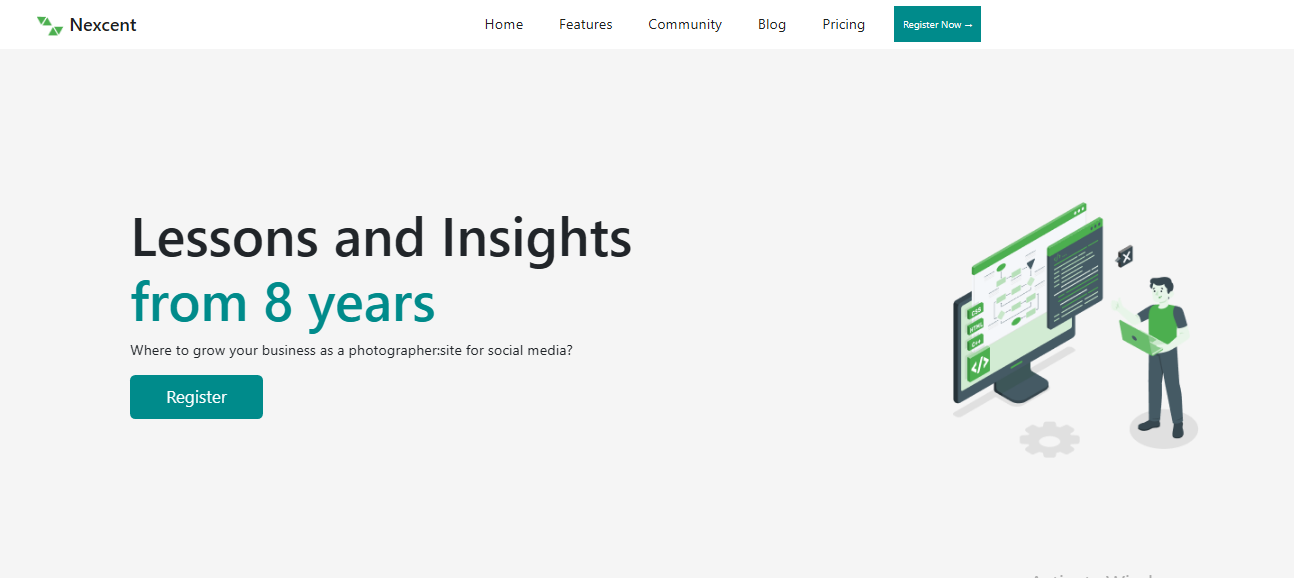 Nexcent
Home Features Community Blog Pricing Register Now →
Lessons and Insights
from 8 years
Where to grow your business as a photographer:site for social media?
Register
CSS
HTML
C++
</>
X